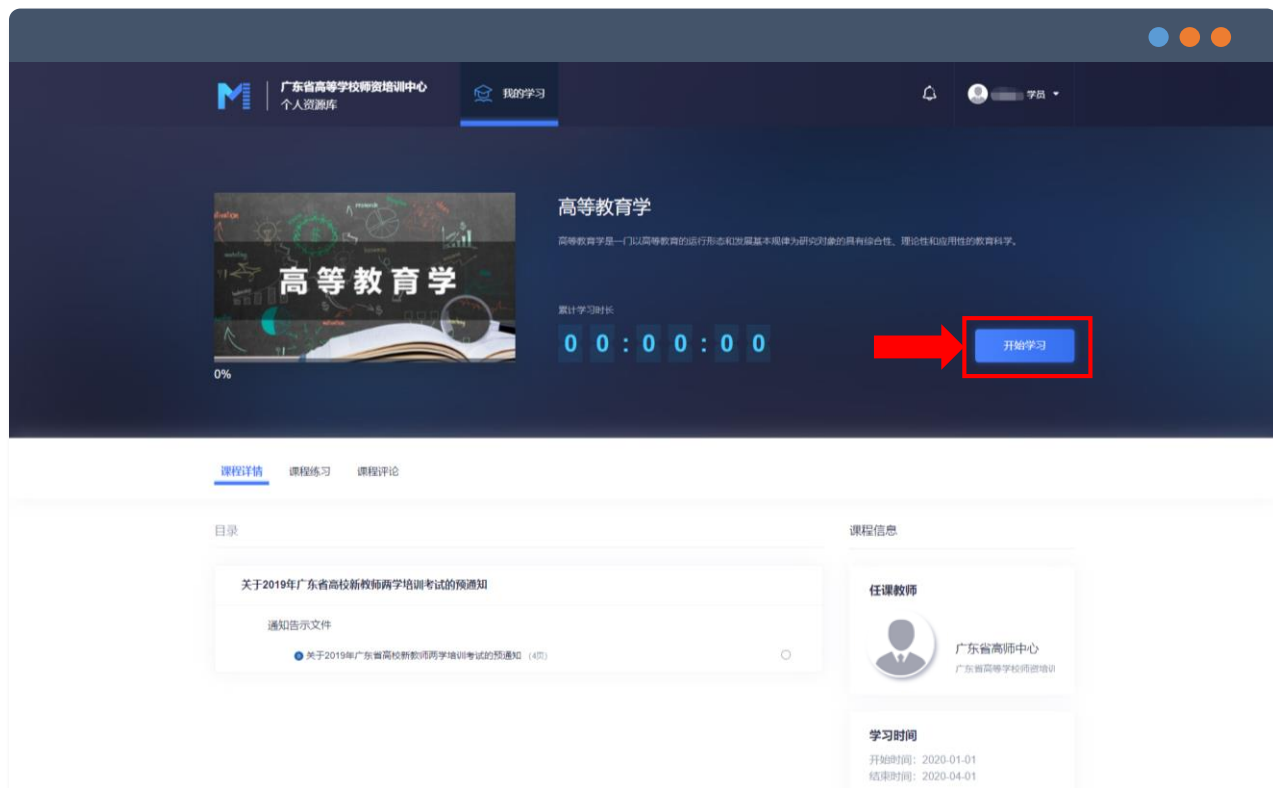 广东省高等学校师资培训中心
个人资源库
我的学习
学员
高等教育学
高等教育学
高等教育学是一门以高等教育的运行形态和发展基本规律为研究对象的具有综合性、理论性和应用性的教育科学。
累计学习时长
00:00:00
开始学习
0%
课程详情 课程练习 课程评论
目录
课程信息
关于2019年广东省高校新教师两学培训考试的预通知
任课教师
通知告示文件
关于2019年广东省高校新教师两学培训考试的预通知 (4页)
广东省高师中心
广东省高等学校师资培训
学习时间
开始时间：2020-01-01
结束时间：2020-04-01